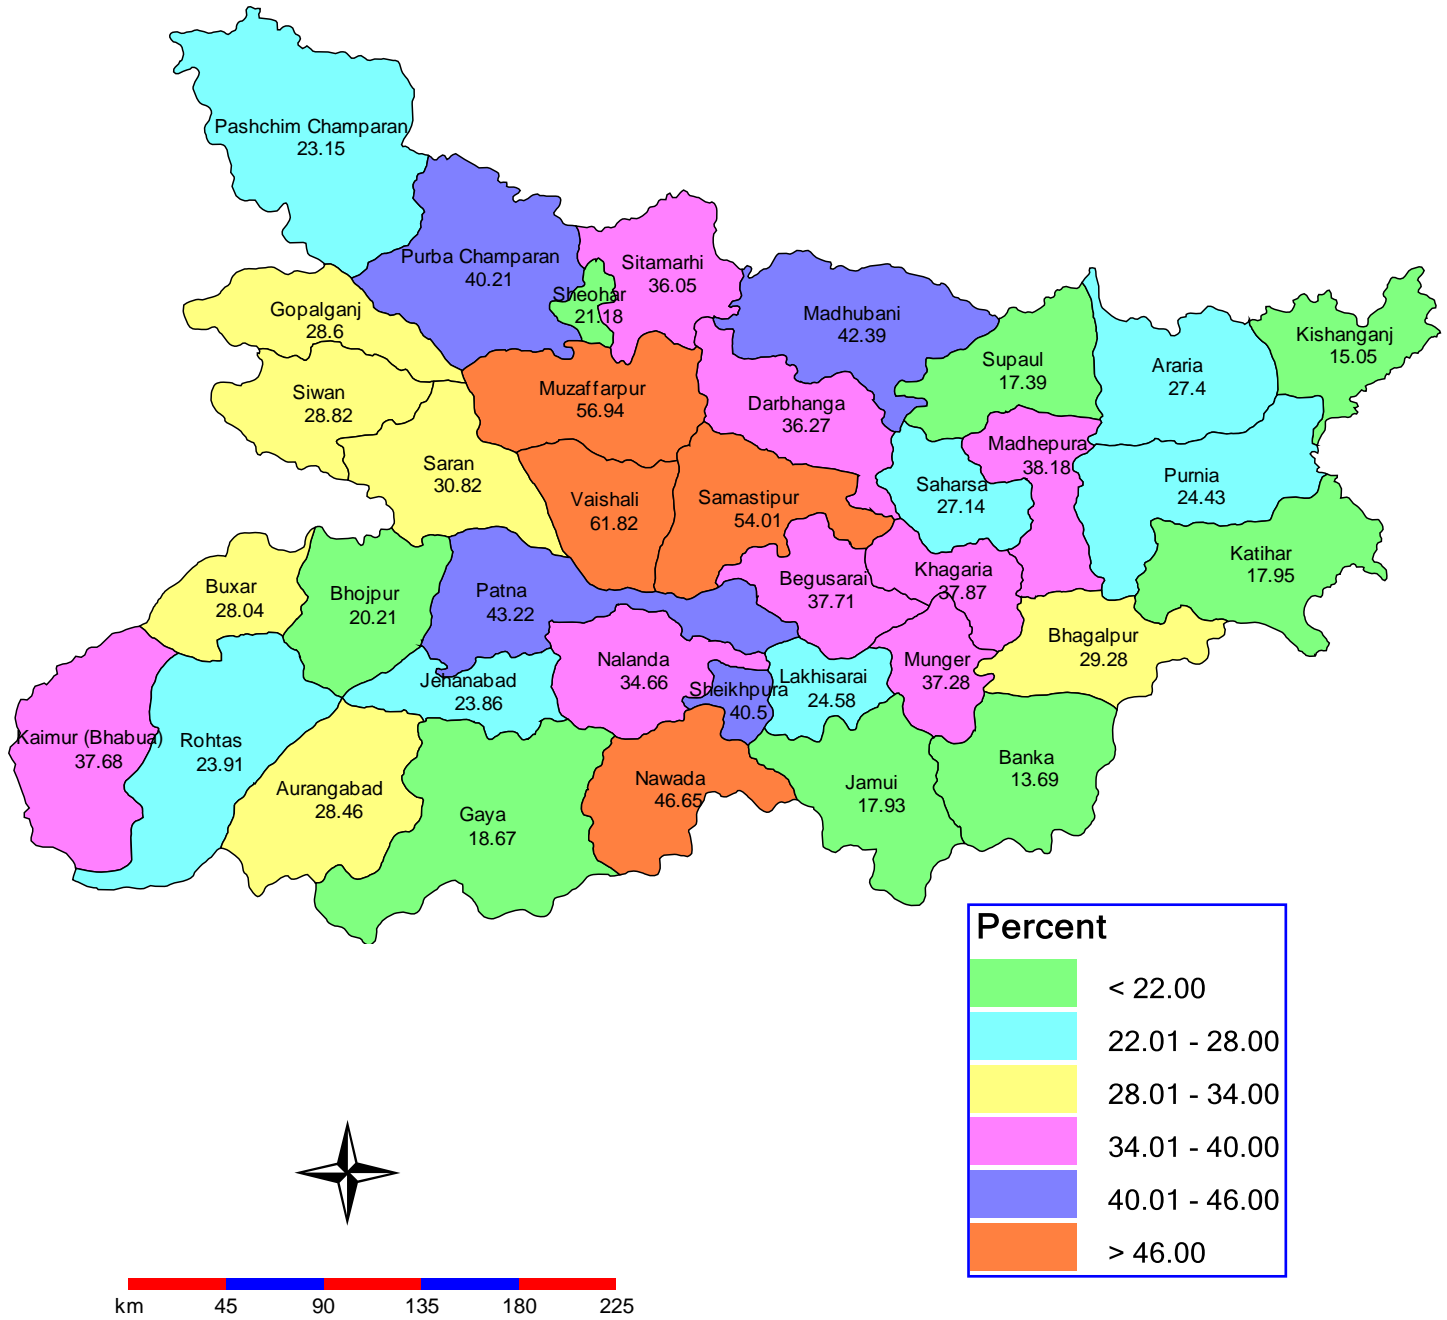 Pashchim Champaran
23.15
Purba Champaran
40.21
Sitamarhi
36.05
Sheohar
21.18
Gopalganj
28.6
Madhubani
42.39
Kishanganj
15.05
Supaul
17.39
Araria
27.4
Siwan
28.82
Muzaffarpur
56.94
Darbhanga
36.27
Madhepura
38.18
Saran
30.82
Vaishali
61.82
Samastipur
54.01
Saharsa
27.14
Purnia
24.43
Katihar
17.95
Buxar
28.04
Bhojpur
20.21
Patna
43.22
Begusarai
37.71
Khagaria
37.87
Bhagalpur
29.28
Nalanda
34.66
Munger
37.28
Jehanabad
23.86
Sheikhpura
40.5
Lakhisarai
24.58
Kaimur (Bhabua)
37.68
Rohtas
23.91
Aurangabad
28.46
Gaya
18.67
Nawada
46.65
Jamui
17.93
Banka
13.69
Percent
< 22.00
22.01 - 28.00
28.01 - 34.00
34.01 - 40.00
40.01 - 46.00
> 46.00
km 45 90 135 180 225